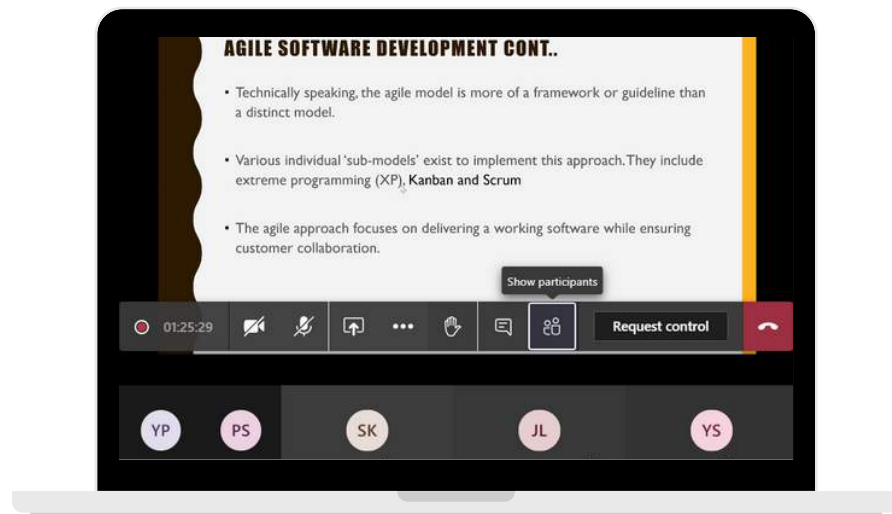 AGILE SOFTWARE DEVELOPMENT CONT..
• Technically speaking, the agile model is more of a framework or guideline than
a distinct model.
• Various individual 'sub-models' exist to implement this approach.They include
extreme programming (XP), Kanban and Scrum
• The agile approach focuses on delivering a working software while ensuring
customer collaboration.
Show participants
01:25:29
Request control
YP PS SK JL YS